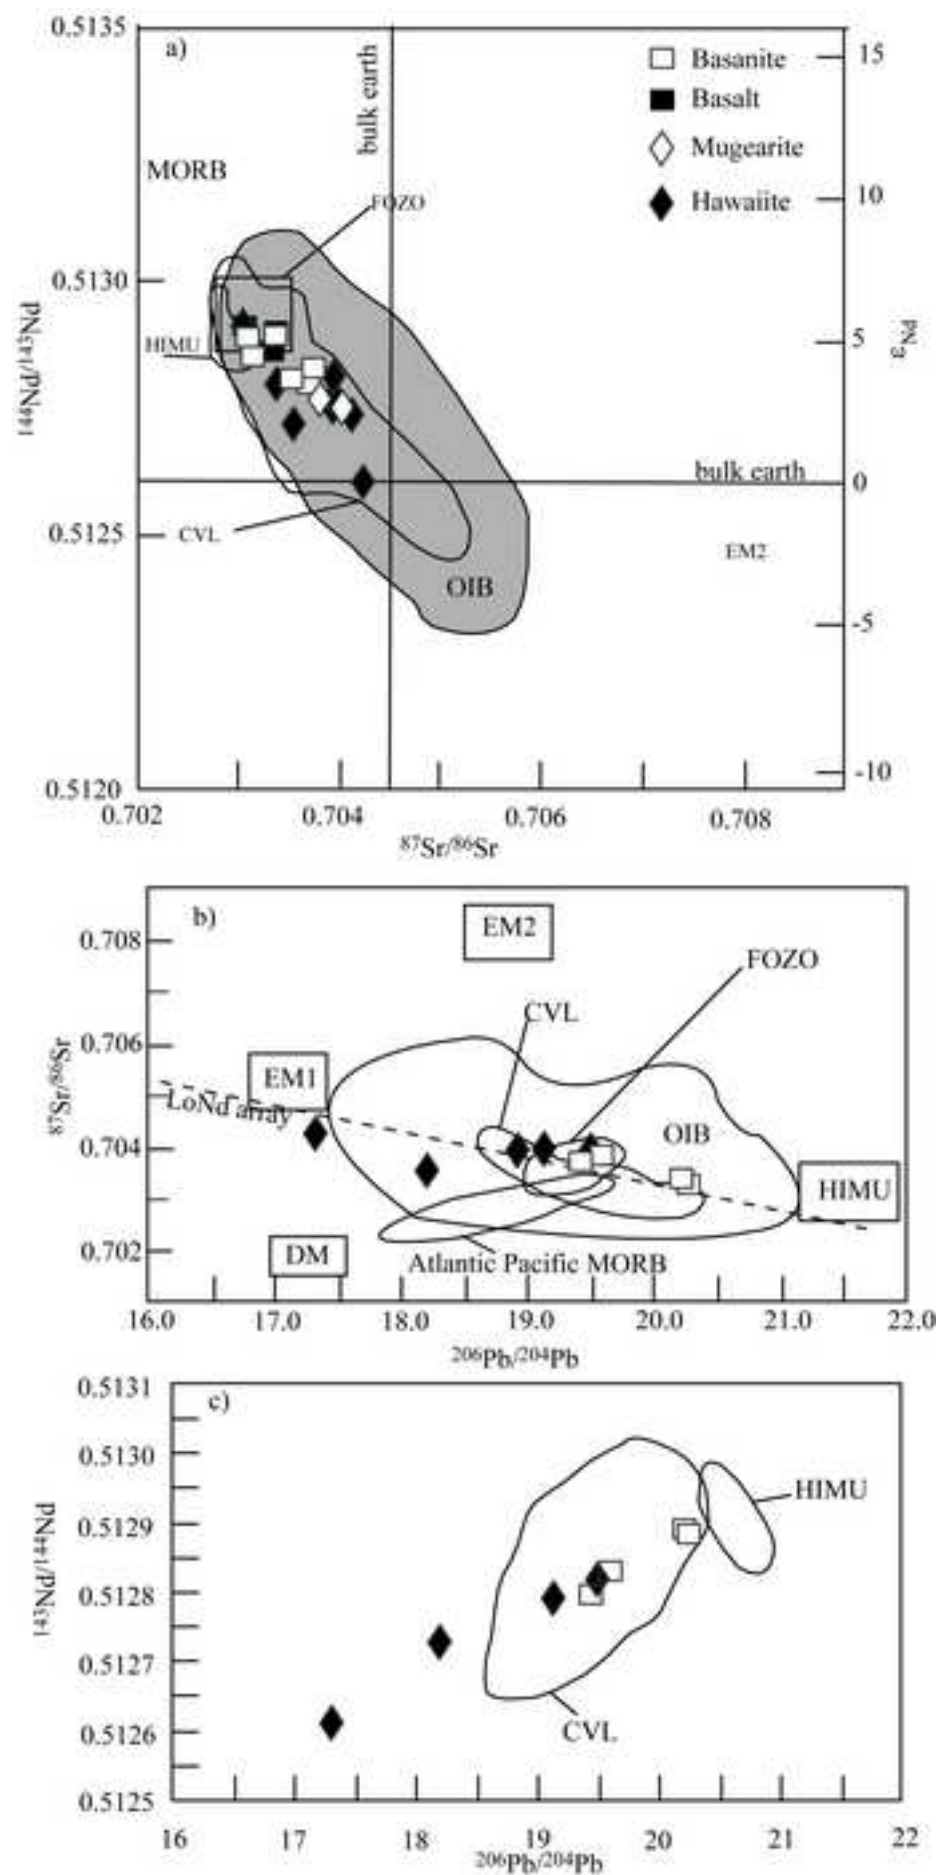 0.5135
a)
bulk earth
15
Basanite
Basalt
Mugearite
Hawaiite
MORB
FOZO
10
0.5130
144Nd/143Nd
HIMU
5
εNd
bulk earth
0
CVL
0.5125
EM2
OIB
-5
-10
0.5120
0.702
0.704
0.706
0.708
87Sr/86Sr
b)
0.708
EM2
FOZO
CVL
0.706
87Sr/86Sr
EM1
LoNd array
OIB
0.704
HIMU
DM
0.702
Atlantic Pacific MORB
16.0 17.0 18.0 19.0 20.0 21.0 22.0
206Pb/204Pb
0.5131
c)
0.5130
HIMU
0.5129
143Nd/144Nd
0.5128
0.5127
CVL
0.5126
0.5125
16 17 18 19 20 21 22
206Pb/204Pb